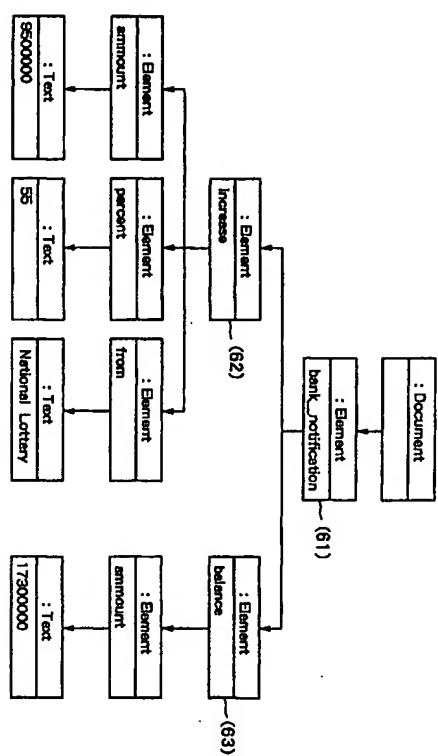 : Document
: Element
bank_notification
(61)
: Element
increase
(62)
: Element
balance
(63)
: Element
ammount
: Element
percent
: Element
from
: Element
ammount
: Text
9500000
: Text
55
: Text
National Lottery
: Text
17300000